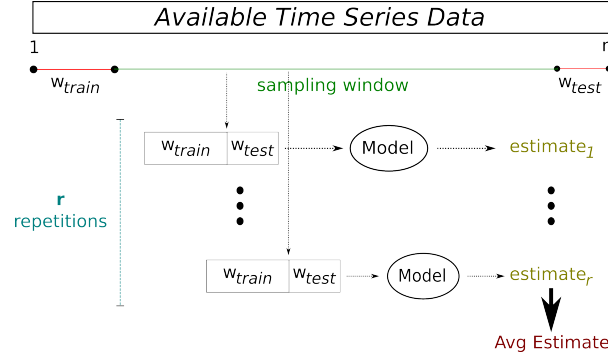 Available Time Series Data
1
n
w_train
sampling window
w_test
w_train
w_test
Model
estimate_1
r
repetitions
w_train
w_test
Model
estimate_r
Avg Estimate